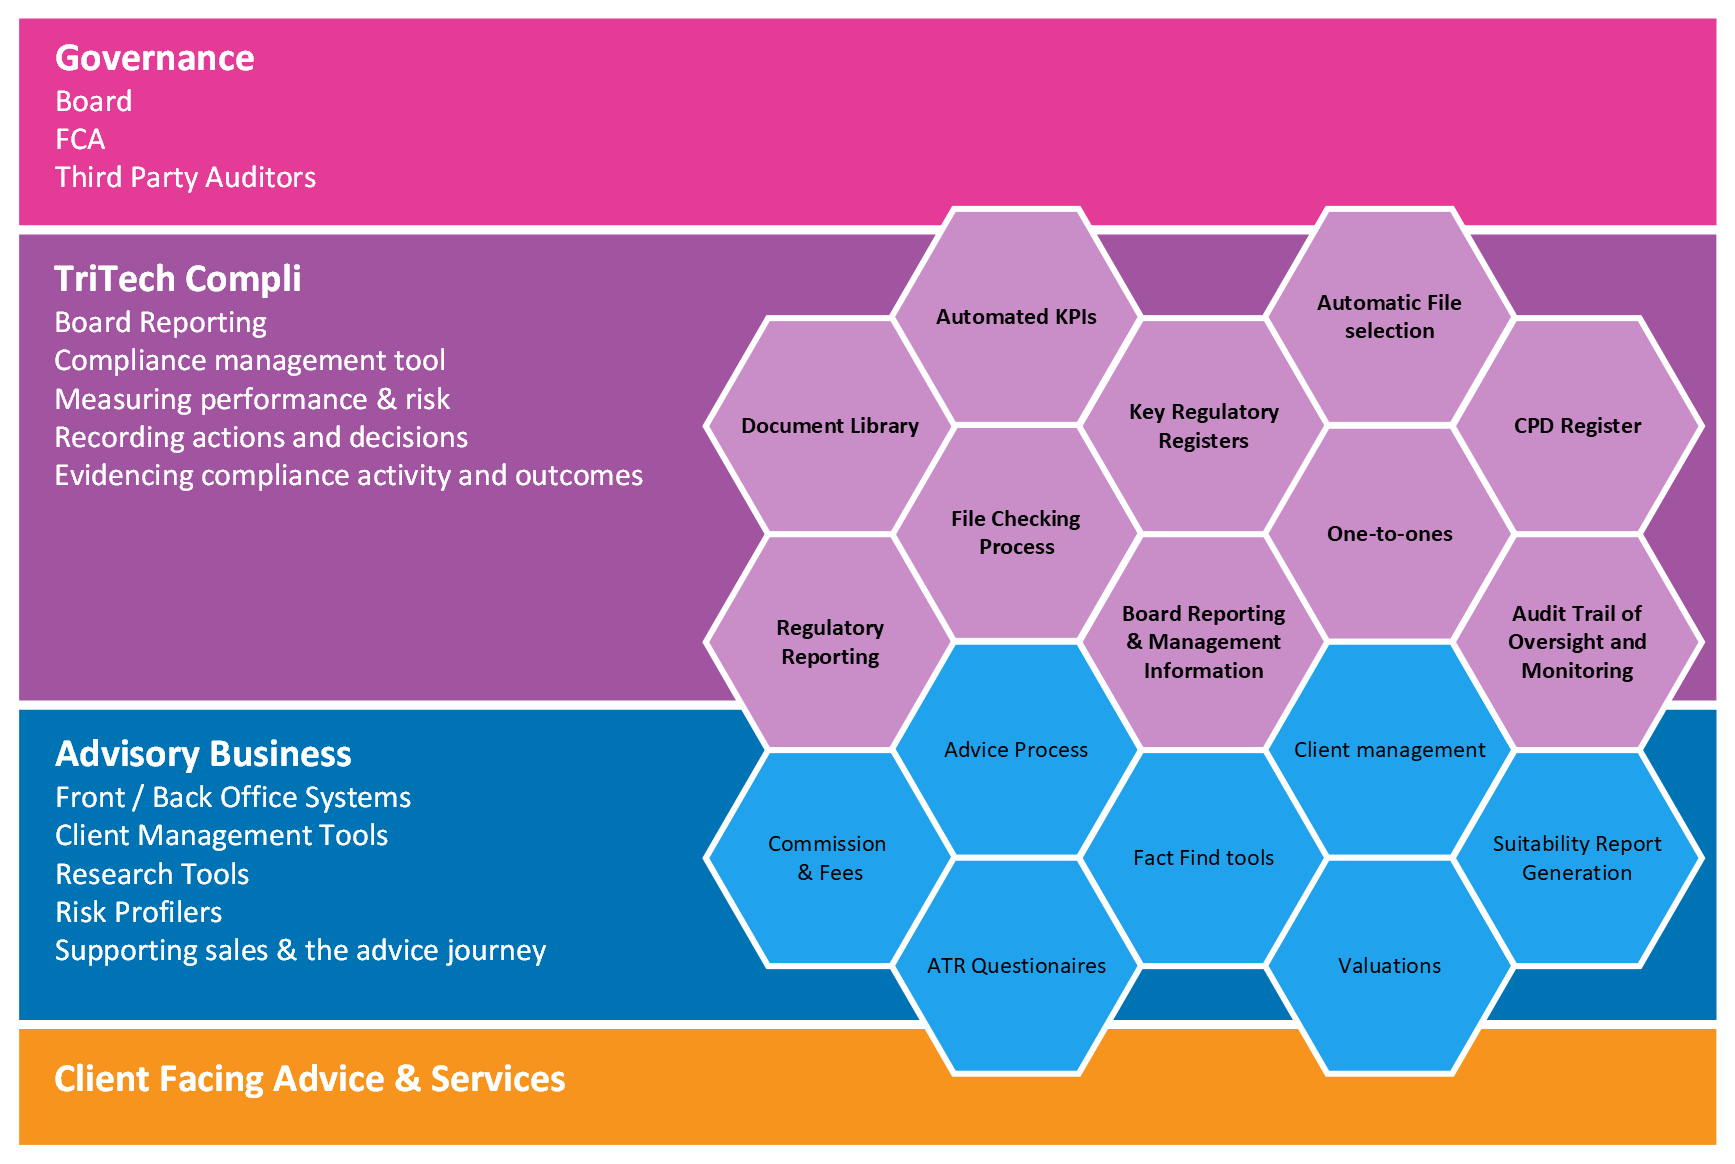 Governance
Board
FCA
Third Party Auditors
TriTech Compli
Board Reporting
Compliance management tool
Measuring performance & risk
Recording actions and decisions
Evidencing compliance activity and outcomes
Automated KPIs
Automatic File
selection
Document Library
Key Regulatory
Registers
CPD Register
File Checking
Process
One-to-ones
Regulatory
Reporting
Board Reporting
& Management
Information
Audit Trail of
Oversight and
Monitoring
Advisory Business
Front / Back Office Systems
Client Management Tools
Research Tools
Risk Profilers
Supporting sales & the advice journey
Advice Process
Client management
Commission
& Fees
Fact Find tools
Suitability Report
Generation
ATR Questionaires
Valuations
Client Facing Advice & Services